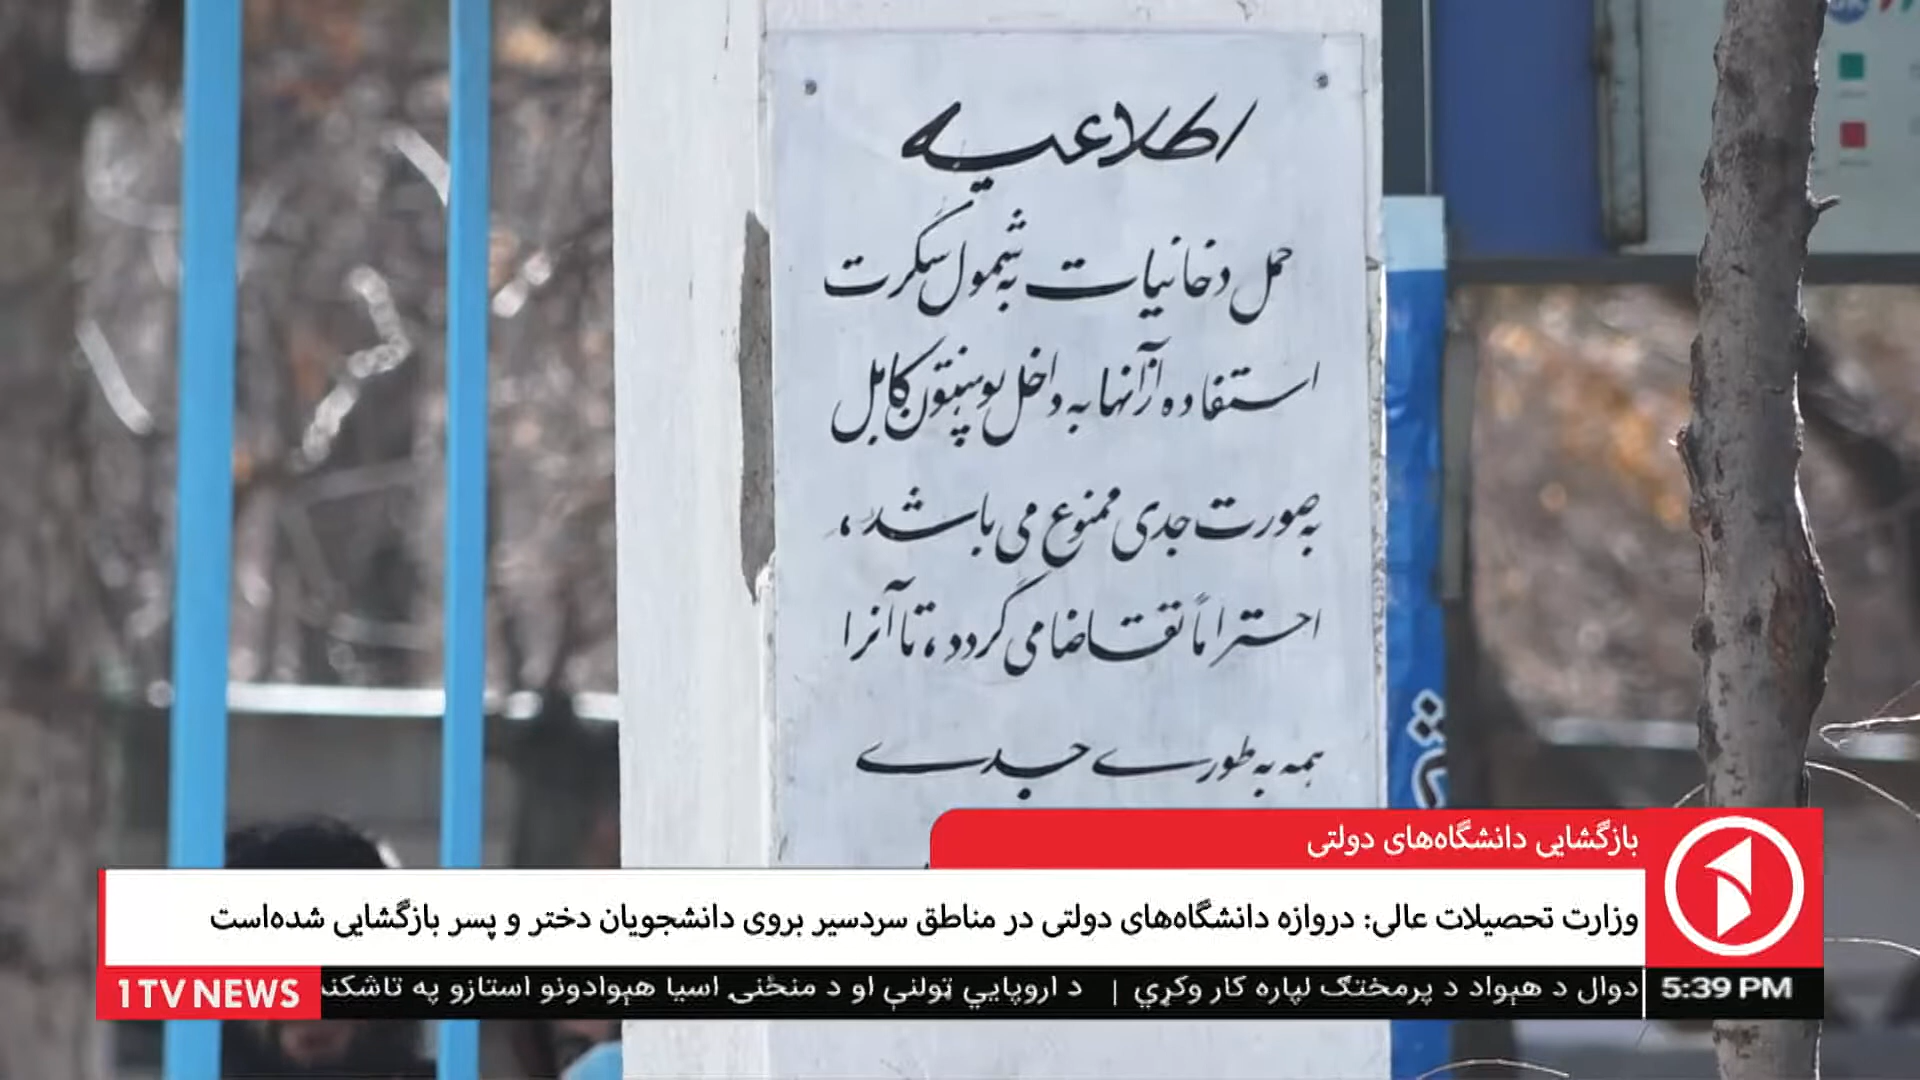 اطلاعیه
حمل دخانیات به شمول سگرت
استفاده ازآنها به داخل پوهنتون کابل
به صورت جدی ممنوع می باشد،
احتراماً تقاضا می گردد، تا آنرا
همه به طورے جدے
بازگشایی دانشگاه‌های دولتی
وزارت تحصیلات عالی: دروازه دانشگاه‌های دولتی در مناطق سردسیر بروی دانشجویان دختر و پسر بازگشایی شده‌است
دوال د هېواد د پرمختګ لپاره کار وکړي | د اروپايي ټولنې او د منځنۍ اسیا هېوادونو استازو په تاشکند
5:39 PM
1TV NEWS